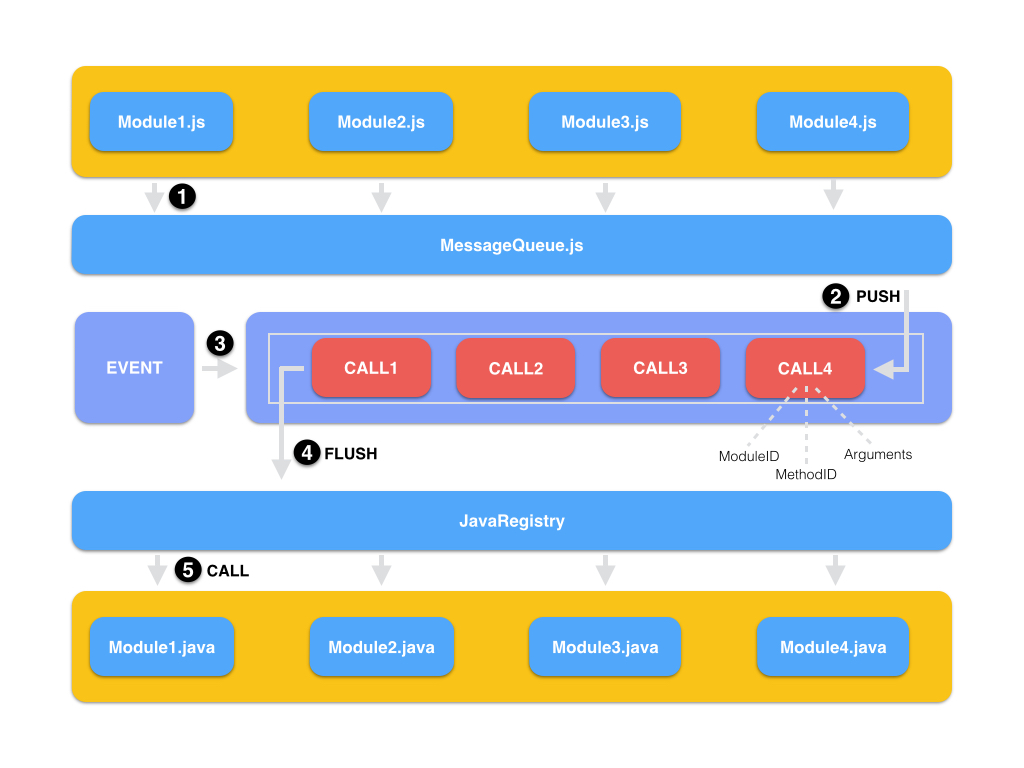 Module1.js
Module2.js
Module3.js
Module4.js
1
MessageQueue.js
2 PUSH
EVENT
3
CALL1
CALL2
CALL3
CALL4
4 FLUSH
ModuleID
MethodID
Arguments
JavaRegistry
5 CALL
Module1.java
Module2.java
Module3.java
Module4.java